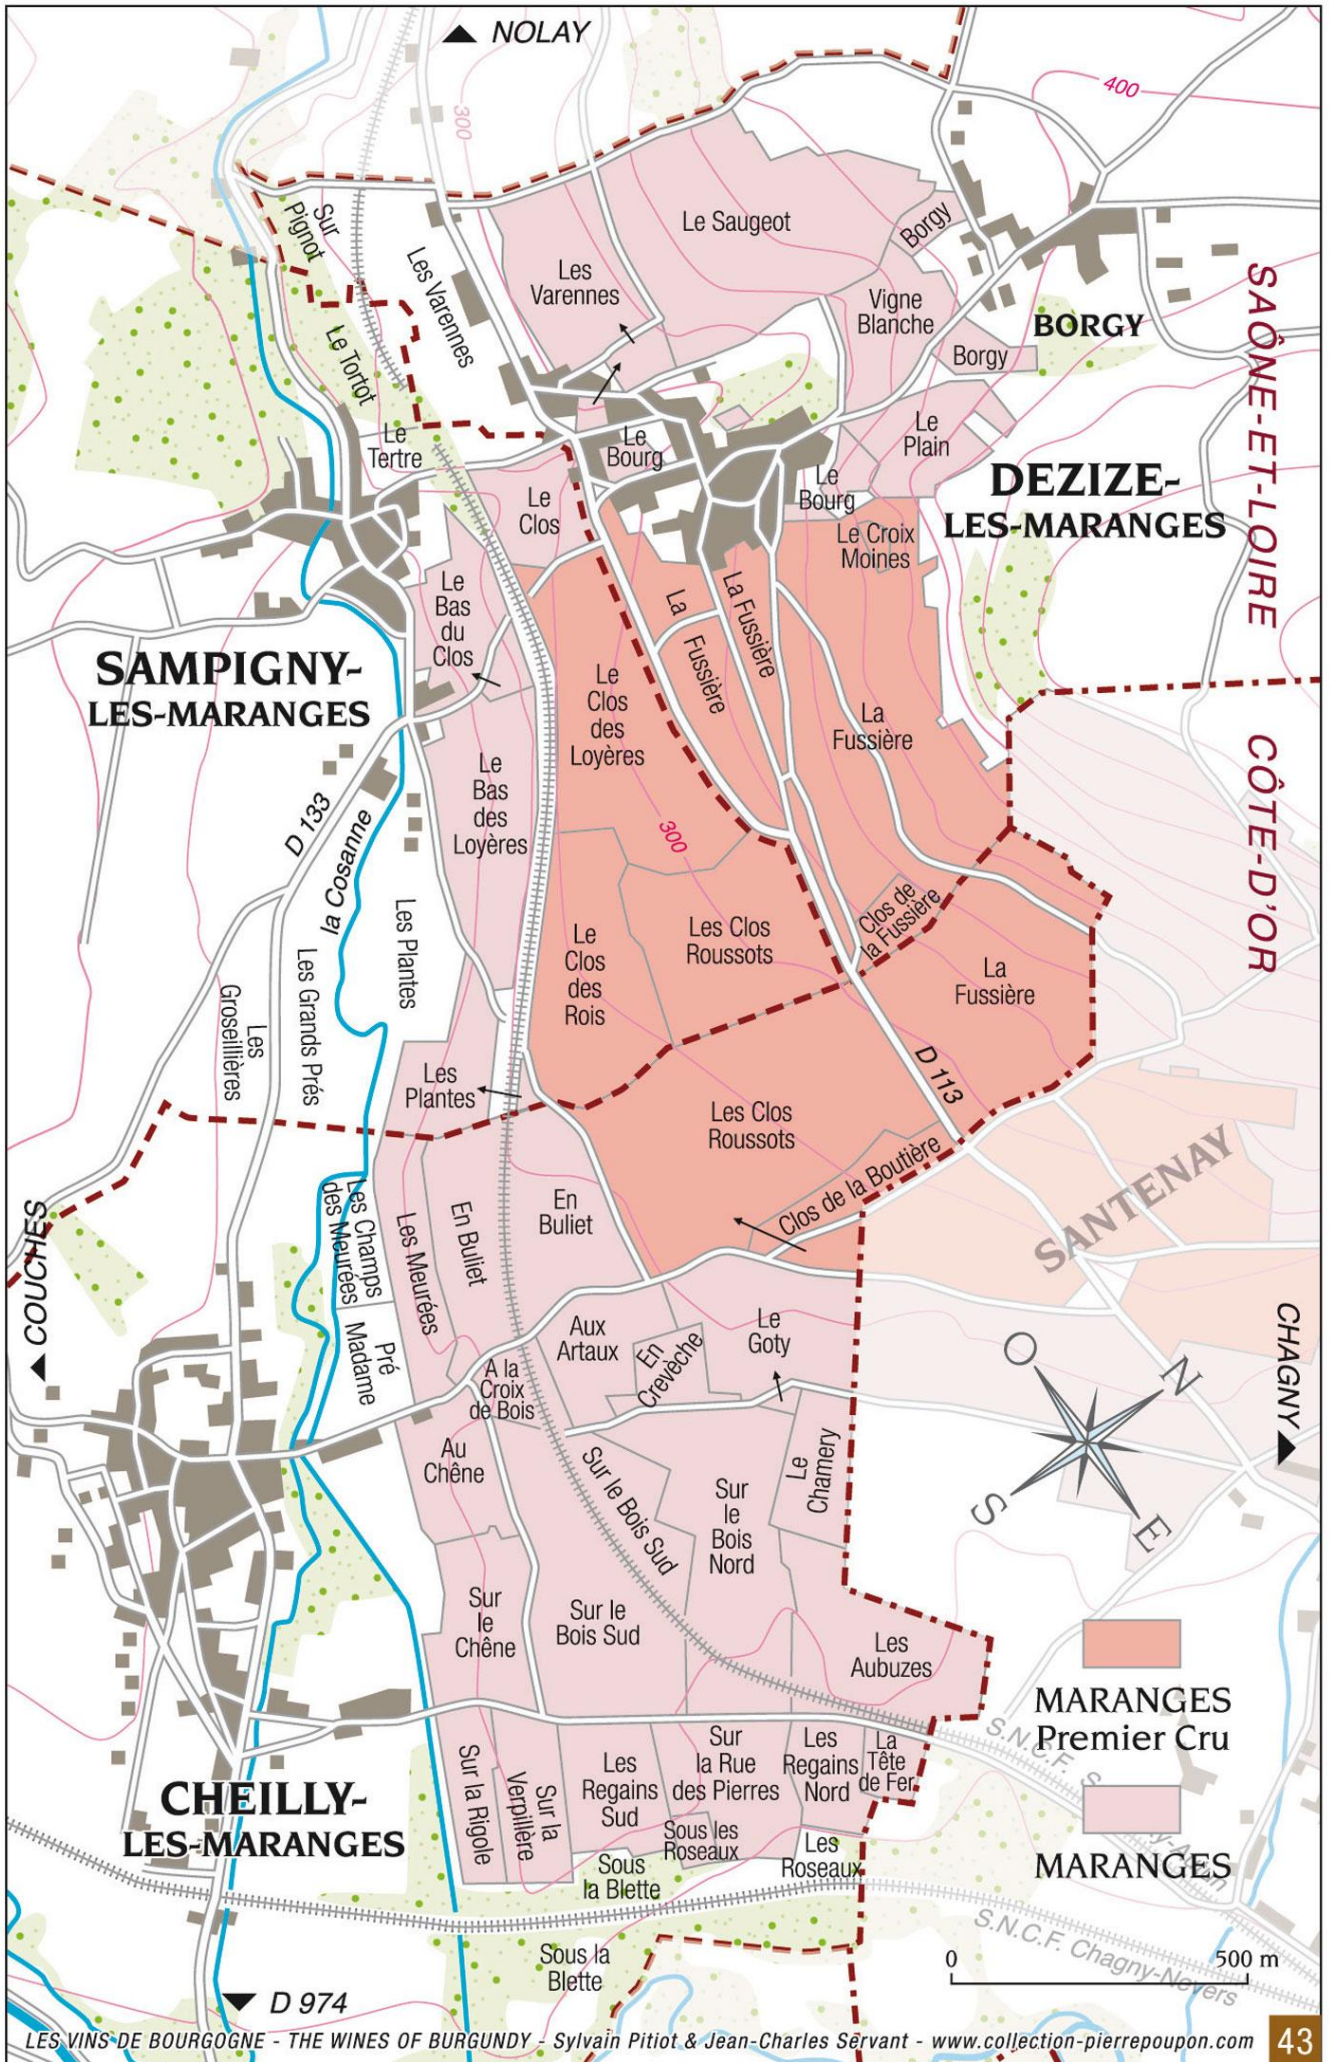 NOLAY
400
300
Sur
Pignot
Les Varennes
Le Saugeot
Borgy
Les
Varennes
Vigne
Blanche
BORGY
Borgy
SAÔNE-ET-LOIRE
Le Tortot
Le
Tertre
Le
Bourg
Le
Plain
DEZIZE-
LES-MARANGES
Le
Clos
Le
Bourg
Le Croix
Moines
Le
Bas
du
Clos
La
Fussière
La Fussière
SAMPIGNY-
LES-MARANGES
Le
Clos
des
Loyères
La
Fussière
CÔTE-D'OR
Le
Bas
des
Loyères
D 133
la Cosanne
300
Les Plantes
Clos de
la Fussière
Les Clos
Roussots
Le
Clos
des
Rois
La
Fussière
Les
Groseillières
Les Grands Prés
Les
Plantes
D 113
Les Clos
Roussots
Clos de la Boutière
SANTENAY
COUCHES
Les Champs
des Meurées
Les Meurées
En Buliet
En
Buliet
Pré
Madame
Aux
Artaux
En
Crevèche
Le
Goty
O
N
S
E
CHAGNY
A la
Croix
de Bois
Au
Chêne
Sur le Bois Sud
Sur
le
Bois
Nord
Le
Chamery
Sur
le
Chêne
Sur le
Bois Sud
Les
Aubuzes
MARANGES
Premier Cru
S.N.C.F.
Sur la Rigole
Sur la
Verpillère
Les
Regains
Sud
Sur
la Rue
des Pierres
Les
Regains
Nord
La
Tête
de Fer
MARANGES
CHEILLY-
LES-MARANGES
Sous les
Roseaux
Les
Roseaux
Sous
la Blette
S.N.C.F. Chagny-Nevers
Sous la
Blette
0 500 m
D 974
LES VINS DE BOURGOGNE - THE WINES OF BURGUNDY - Sylvain Pitiot & Jean-Charles Servant - www.collection-pierrepoupon.com
43